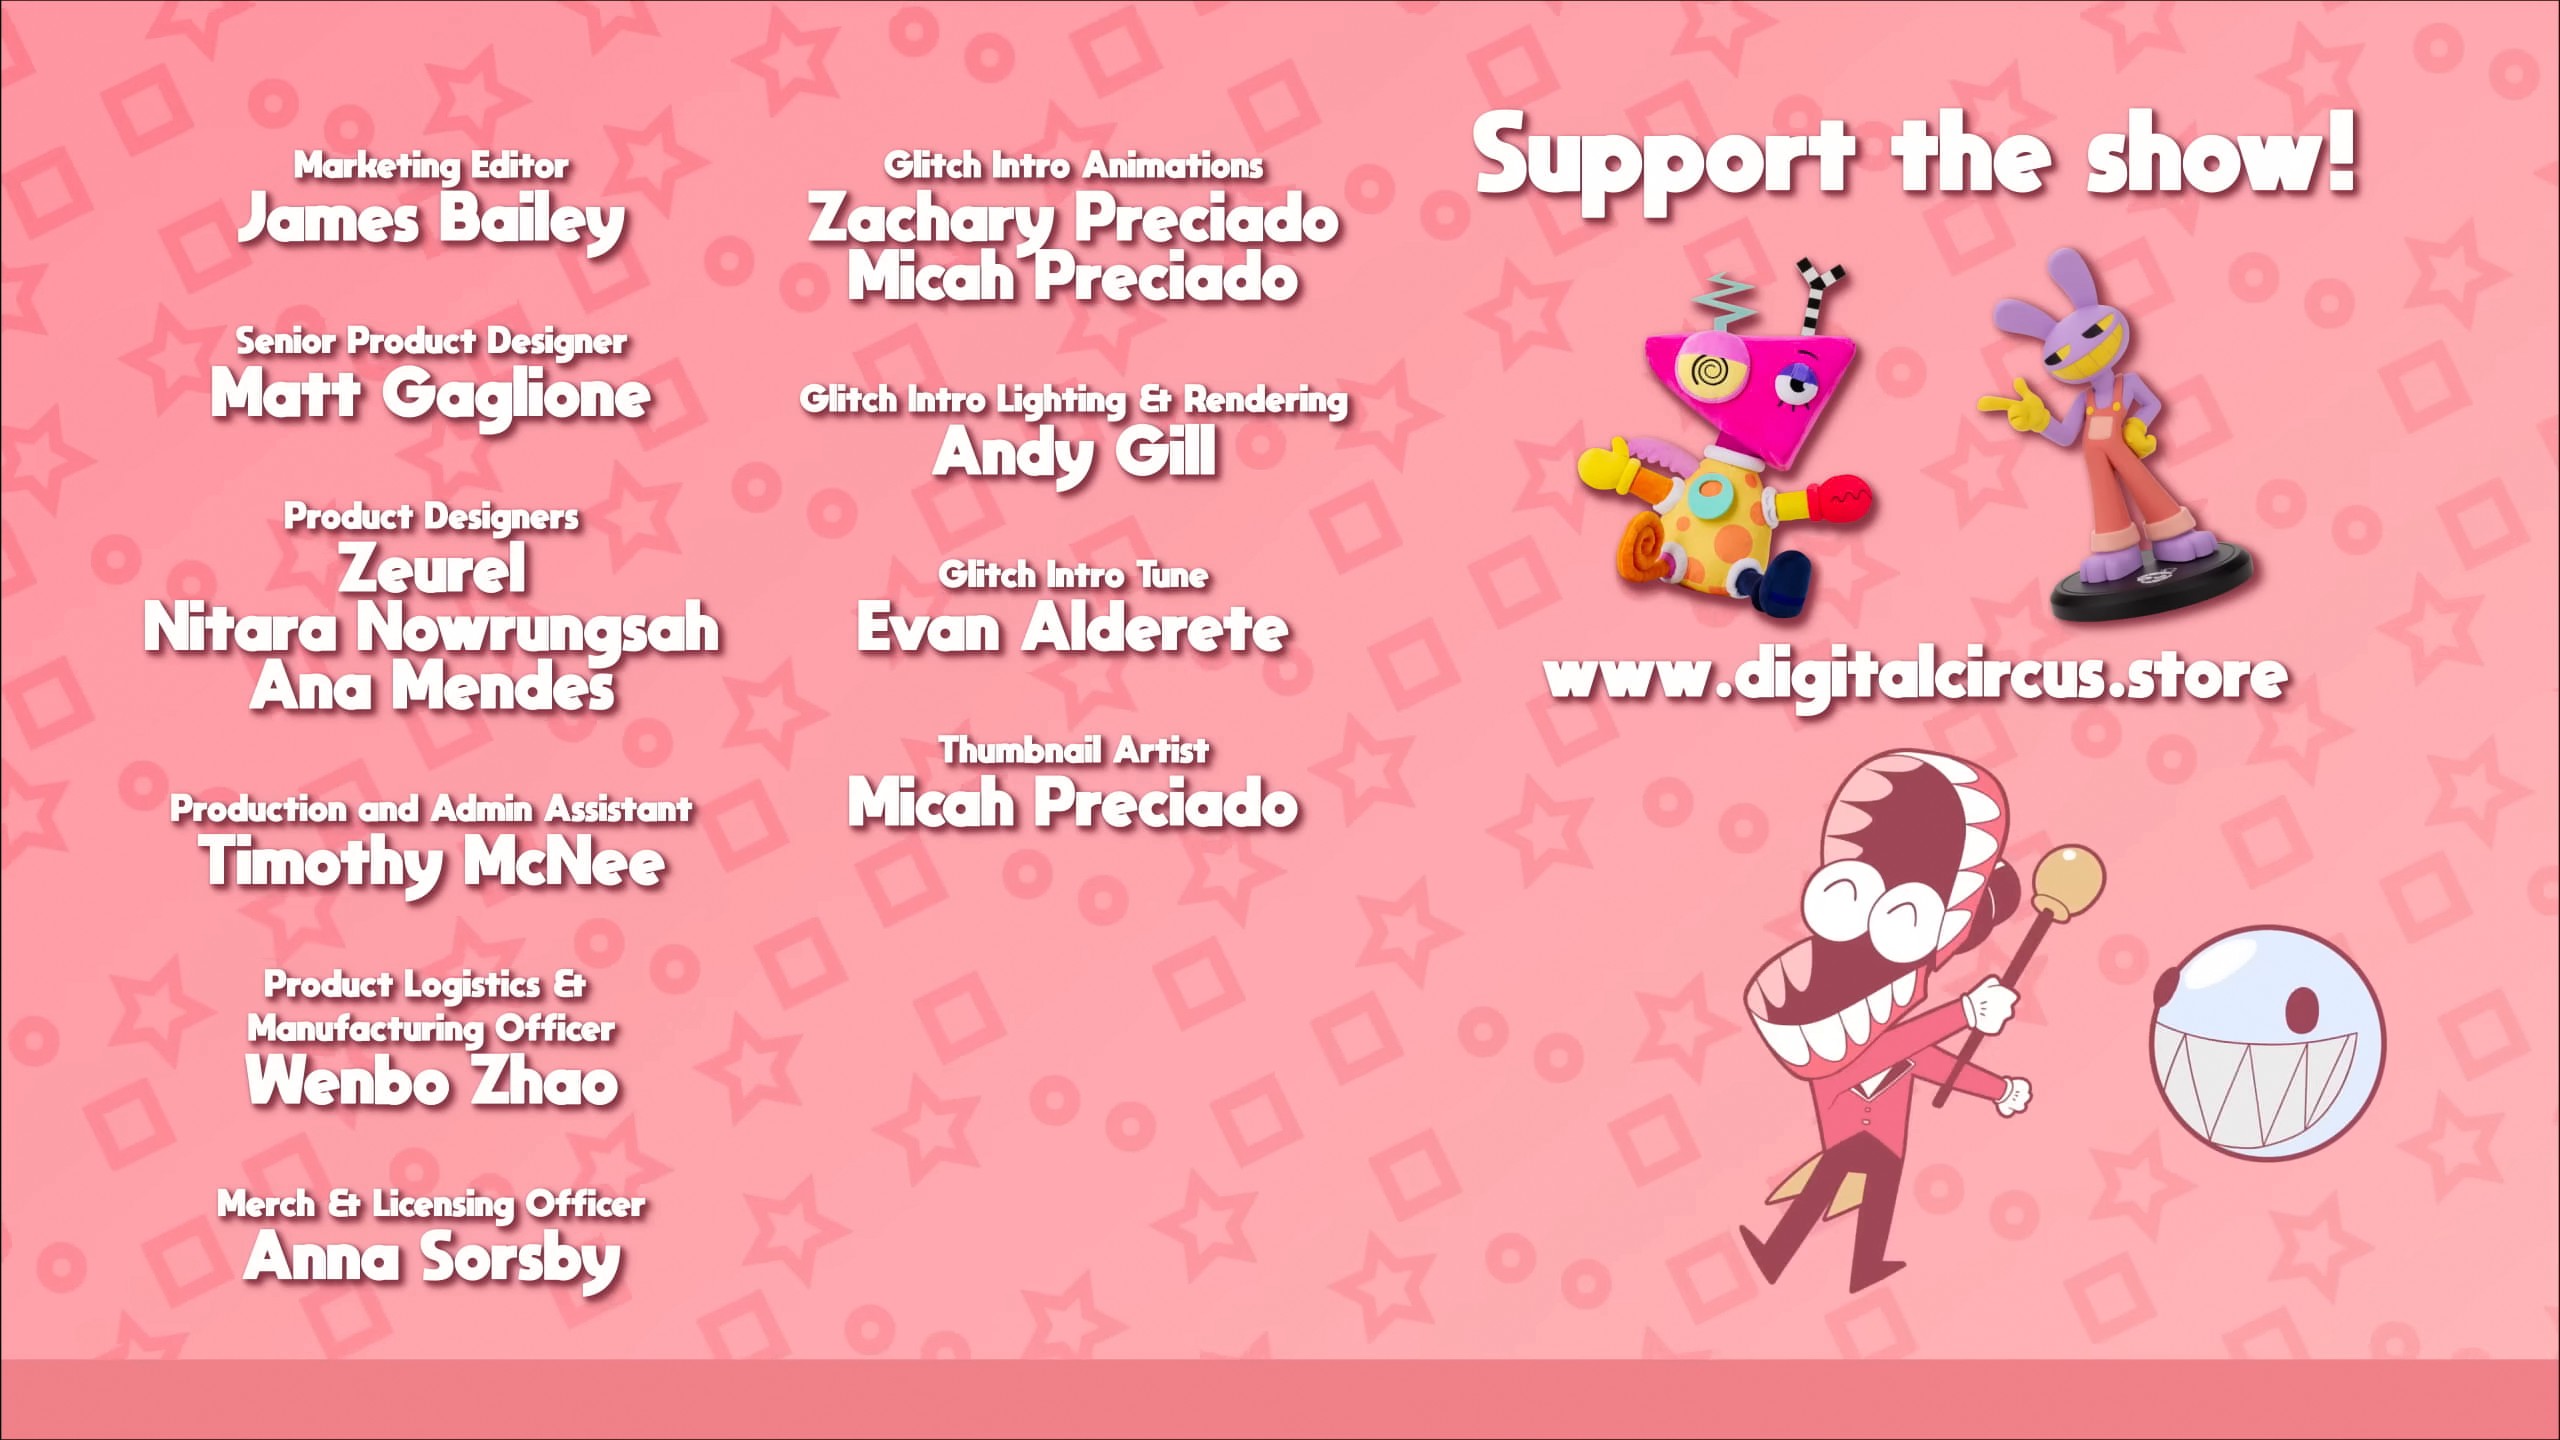 Marketing Editor
James Bailey
Senior Product Designer
Matt Gaglione
Product Designers
Zeurel
Nitara Nowrungsah
Ana Mendes
Production and Admin Assistant
Timothy McNee
Product Logistics &
Manufacturing Officer
Wenbo Zhao
Merch & Licensing Officer
Anna Sorsby
Glitch Intro Animations
Zachary Preciado
Micah Preciado
Glitch Intro Lighting & Rendering
Andy Gill
Glitch Intro Tune
Evan Alderete
Thumbnail Artist
Micah Preciado
Support the show!
www.digitalcircus.store